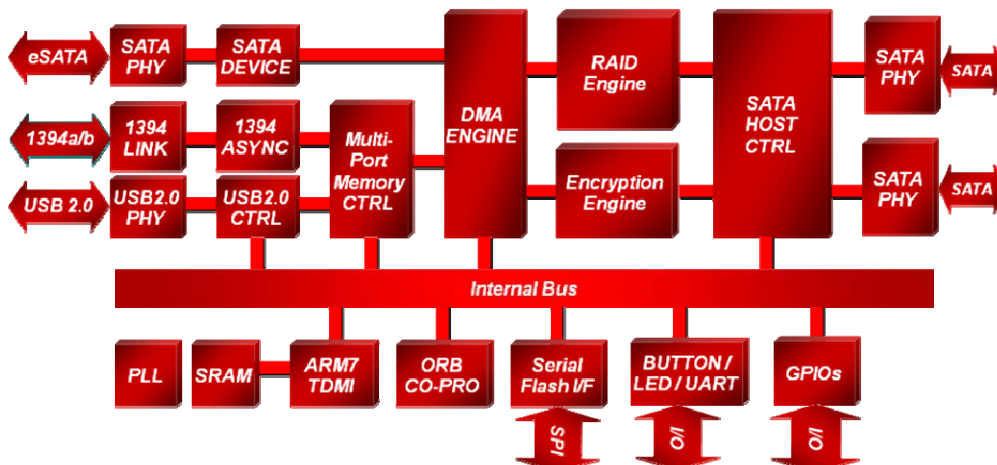 eSATA
SATA
PHY
SATA
DEVICE
DMA
ENGINE
RAID
Engine
SATA
HOST
CTRL
SATA
PHY
SATA
1394a/b
1394
LINK
1394
ASYNC
Multi-
Port
Memory
CTRL
USB 2.0
USB2.0
PHY
USB2.0
CTRL
Encryption
Engine
SATA
PHY
SATA
Internal Bus
PLL
SRAM
ARM7
TDMI
ORB
CO-PRO
Serial
Flash I/F
BUTTON /
LED / UART
GPIOs
SPI
I/O
I/O